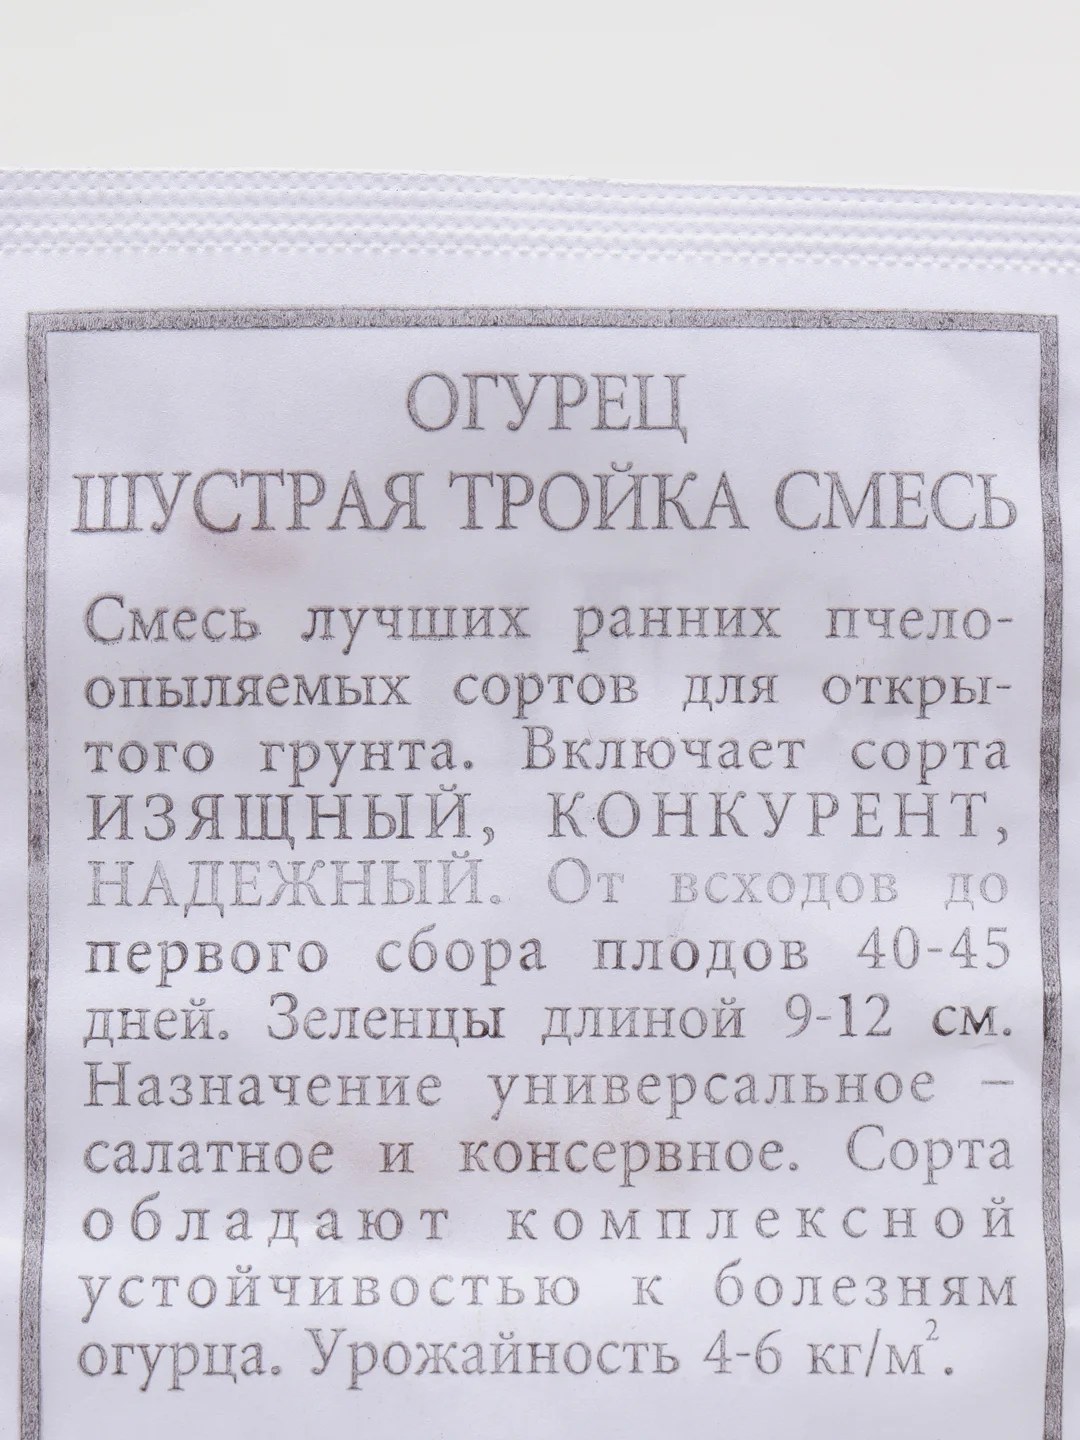 ОГУРЕЦ
ШУСТРАЯ ТРОЙКА СМЕСЬ
Смесь лучших ранних пчело-
опыляемых сортов для откры-
того грунта. Включает сорта
ИЗЯЩНЫЙ, КОНКУРЕНТ,
НАДЕЖНЫЙ. От всходов до
первого сбора плодов 40-45
дней. Зеленцы длиной 9-12 см.
Назначение универсальное –
салатное и консервное. Сорта
обладают комплексной
устойчивостью к болезням
огурца. Урожайность 4-6 кг/м².